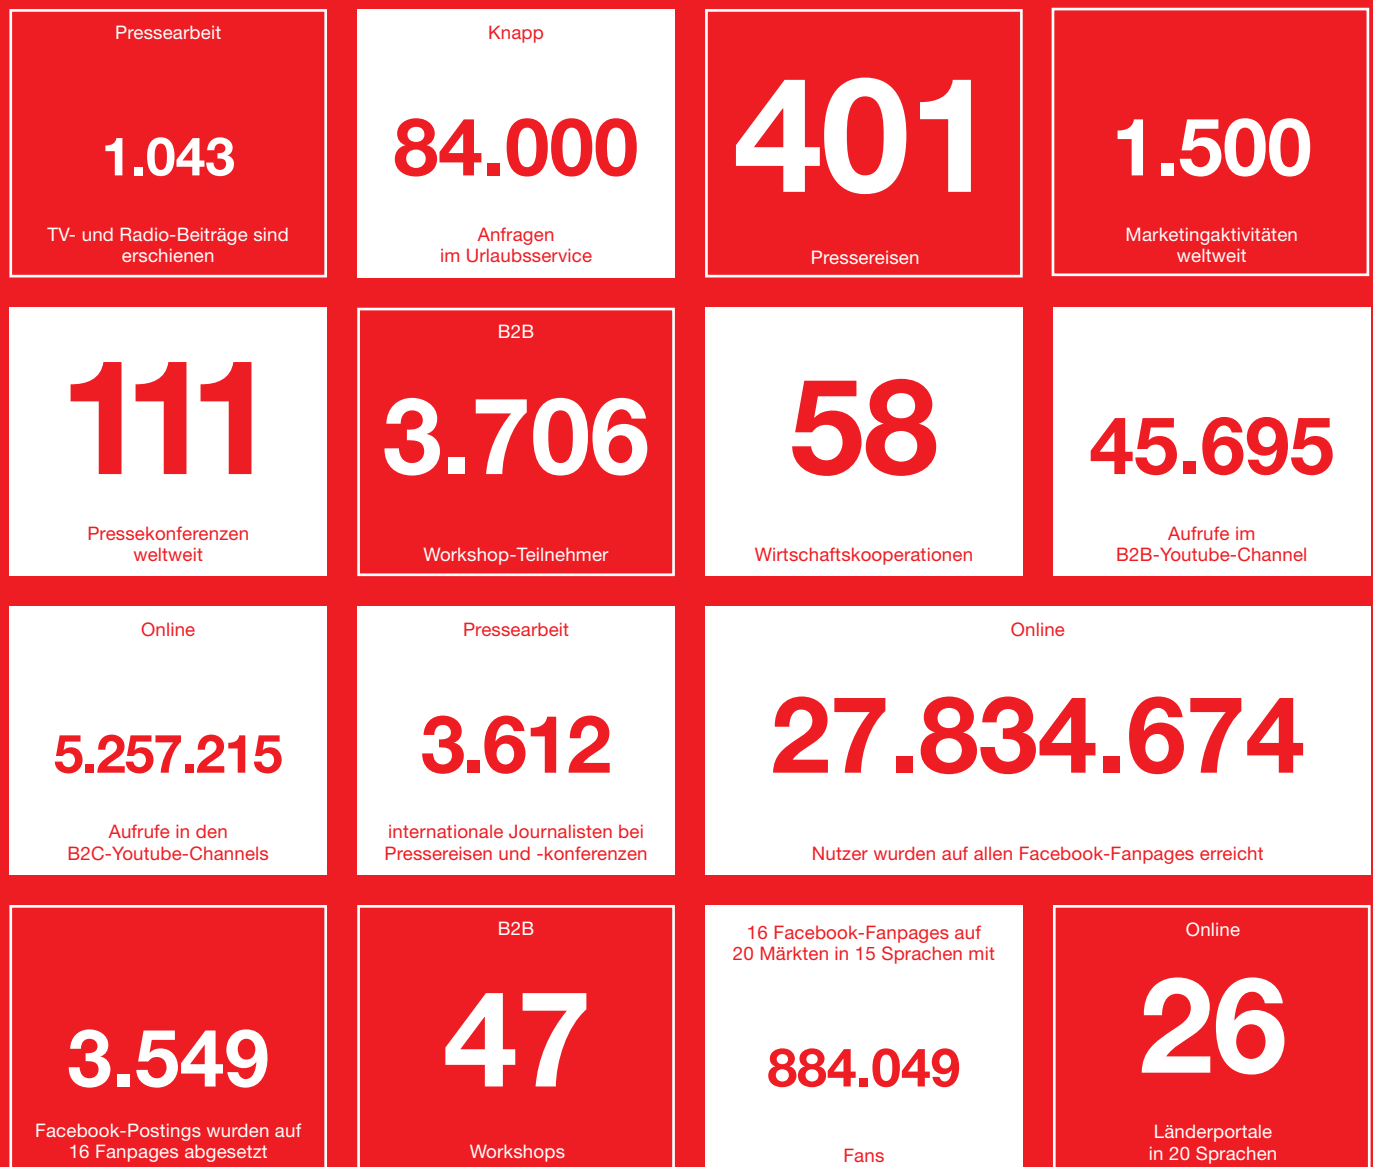 Pressearbeit
1.043
TV- und Radio-Beiträge sind
erschienen
Knapp
84.000
Anfragen
im Urlaubsservice
401
Pressereisen
1.500
Marketingaktivitäten
weltweit
111
Pressekonferenzen
weltweit
B2B
3.706
Workshop-Teilnehmer
58
Wirtschaftskooperationen
45.695
Aufrufe im
B2B-Youtube-Channel
Online
5.257.215
Aufrufe in den
B2C-Youtube-Channels
Pressearbeit
3.612
internationale Journalisten bei
Pressereisen und -konferenzen
Online
27.834.674
Nutzer wurden auf allen Facebook-Fanpages erreicht
3.549
Facebook-Postings wurden auf
16 Fanpages abgesetzt
B2B
47
Workshops
16 Facebook-Fanpages auf
20 Märkten in 15 Sprachen mit
884.049
Fans
Online
26
Länderportale
in 20 Sprachen